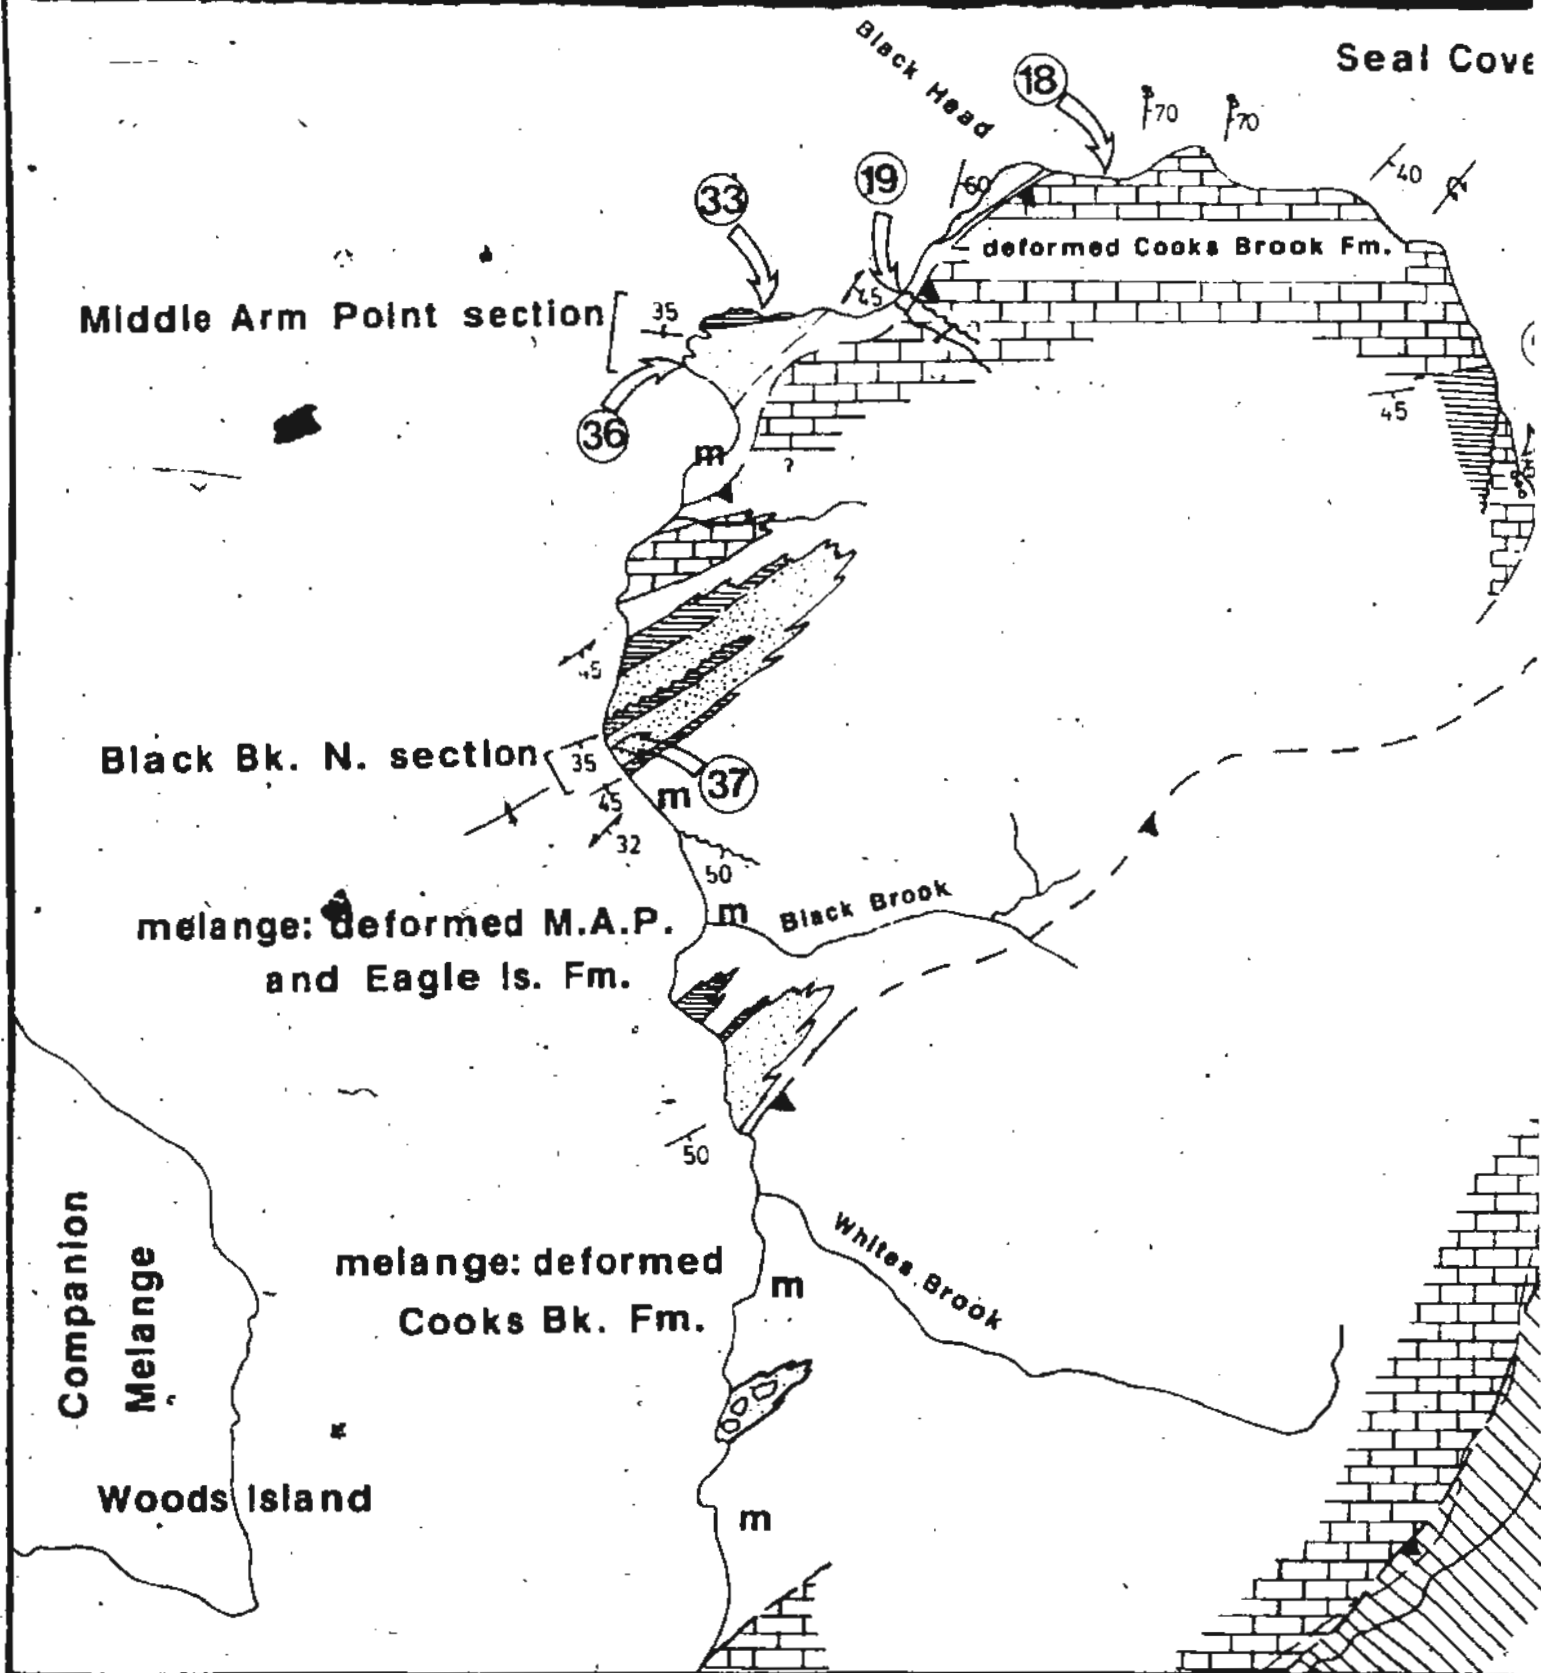 Seal Cove
Black Head
18
70
70
40
19
60
33
deformed Cooks Brook Fm.
45
Middle Arm Point section
35
36
45
m
?
45
Black Bk. N. section
35
37
45
m
32
50
melange: deformed M.A.P.
and Eagle Is. Fm.
m
Black Brook
50
Companion
Melange
melange: deformed
Cooks Bk. Fm.
m
Whites Brook
Woods Island
m